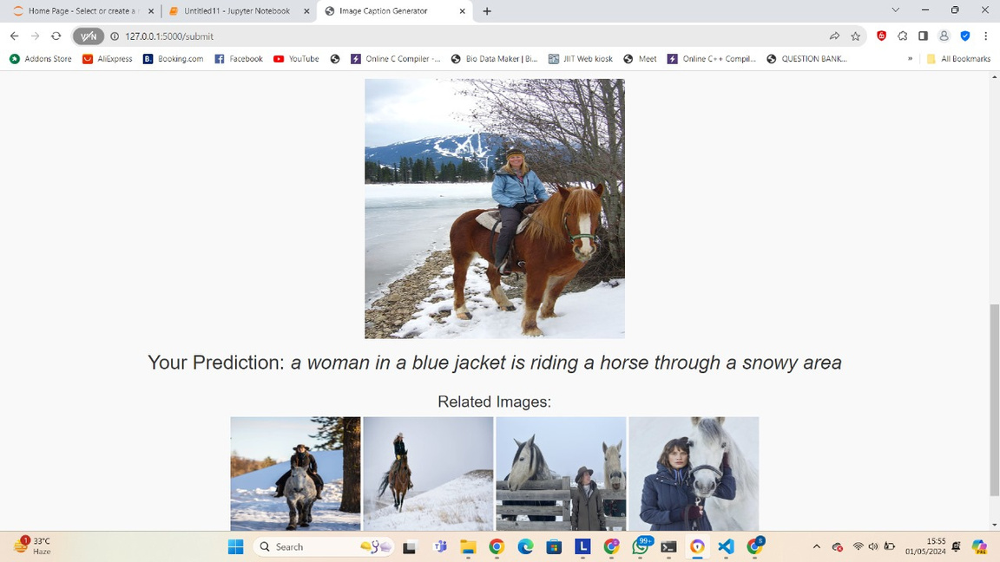 Home Page - Select or create a n
Untitled11 - Jupyter Notebook
Image Caption Generator
VPN
127.0.0.1:5000/submit
Addons Store
AliExpress
B.
Booking.com
Facebook
YouTube
Online C Compiler -...
Bio Data Maker | Bi...
JIIT Web kiosk
Meet
Online C++ Compil...
QUESTION BANK...
»
All Bookmarks
Your Prediction: a woman in a blue jacket is riding a horse through a snowy area
Related Images:
1
33°C
Haze
Search
L
99+
S
15:55
01/05/2024